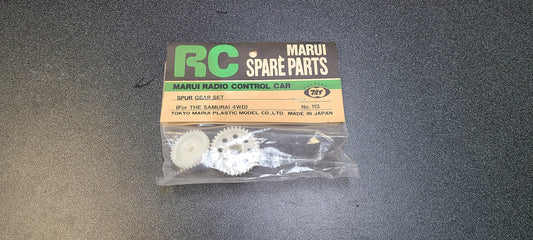 RC MARUI
SPARE PARTS
MARUI RADIO CONTROL CAR
SPUR GEAR SET
(For THE SAMURAI 4WD)
No. 113
TOKYO MARUI PLASTIC MODEL CO.,LTD. MADE IN JAPAN